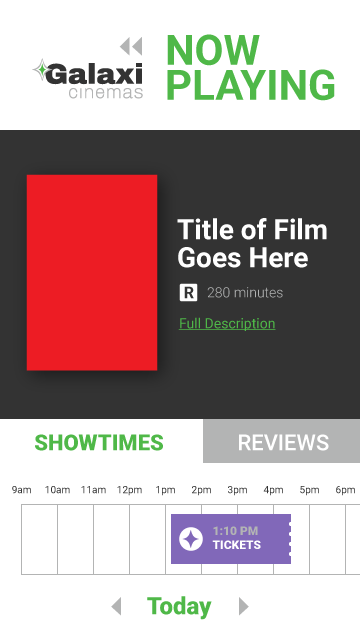 Galaxi
cinemas
NOW
PLAYING
Title of Film
Goes Here
R 280 minutes
Full Description
SHOWTIMES REVIEWS
9am 10am 11am 12pm 1pm 2pm 3pm 4pm 5pm 6pm
1:10 PM
TICKETS
Today